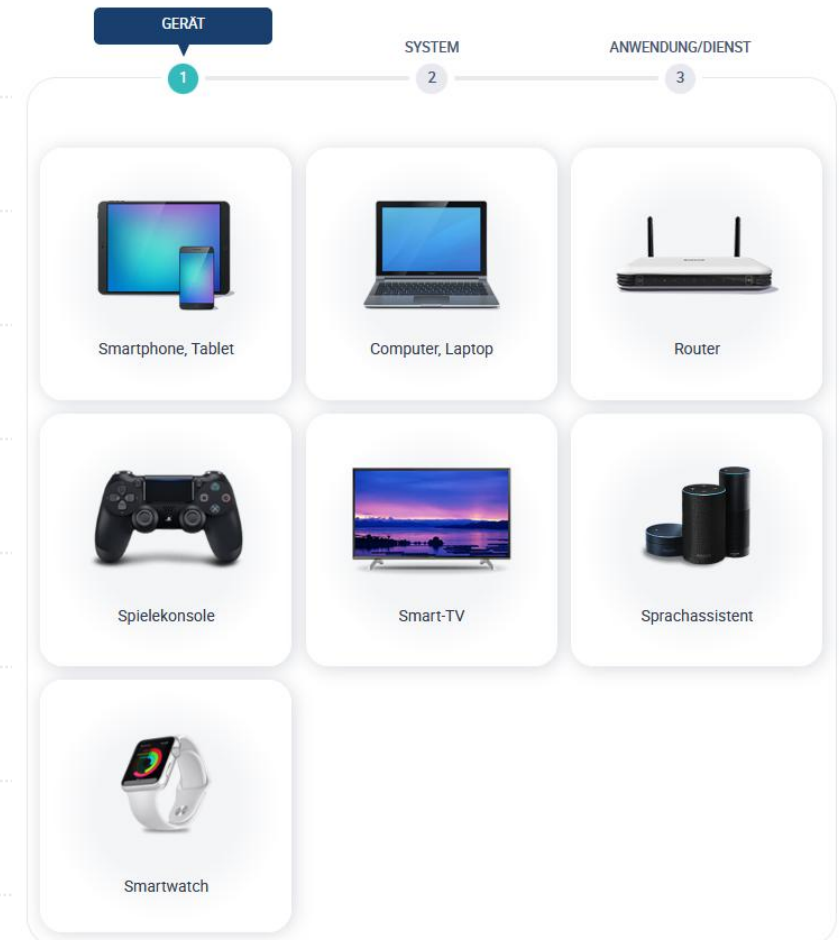 GERÄT
SYSTEM
ANWENDUNG/DIENST
1
2
3
Smartphone, Tablet
Computer, Laptop
Router
Spielekonsole
Smart-TV
Sprachassistent
Smartwatch